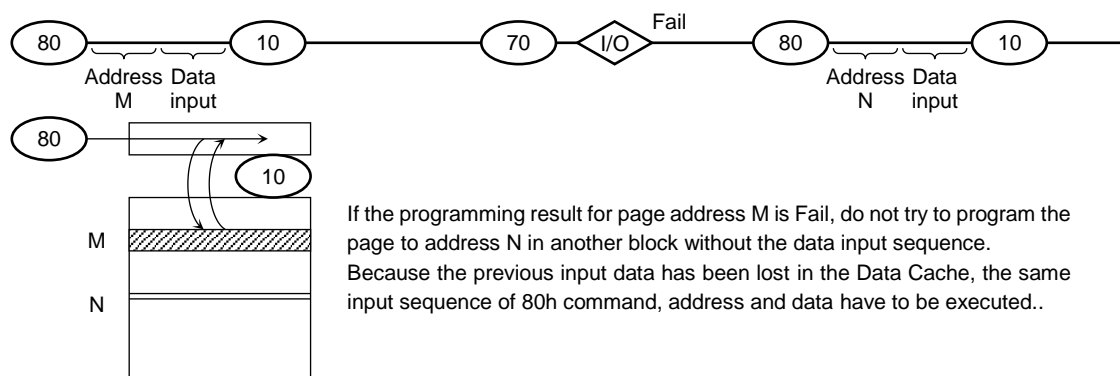 Fail
80 10 70 I/O 80 10
Address Data Address Data
M input N input
80
10
M
N
If the programming result for page address M is Fail, do not try to program the
page to address N in another block without the data input sequence.
Because the previous input data has been lost in the Data Cache, the same
input sequence of 80h command, address and data have to be executed..